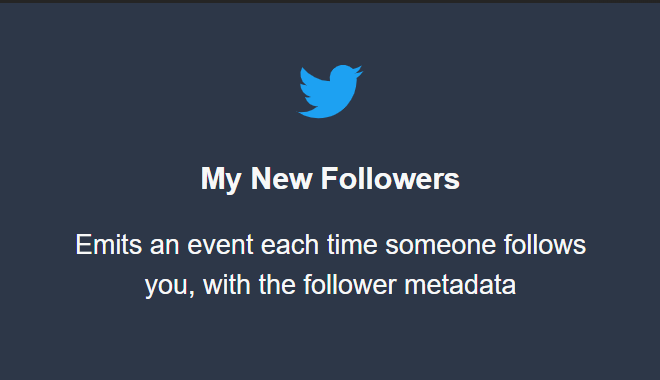 My New Followers
Emits an event each time someone follows
you, with the follower metadata